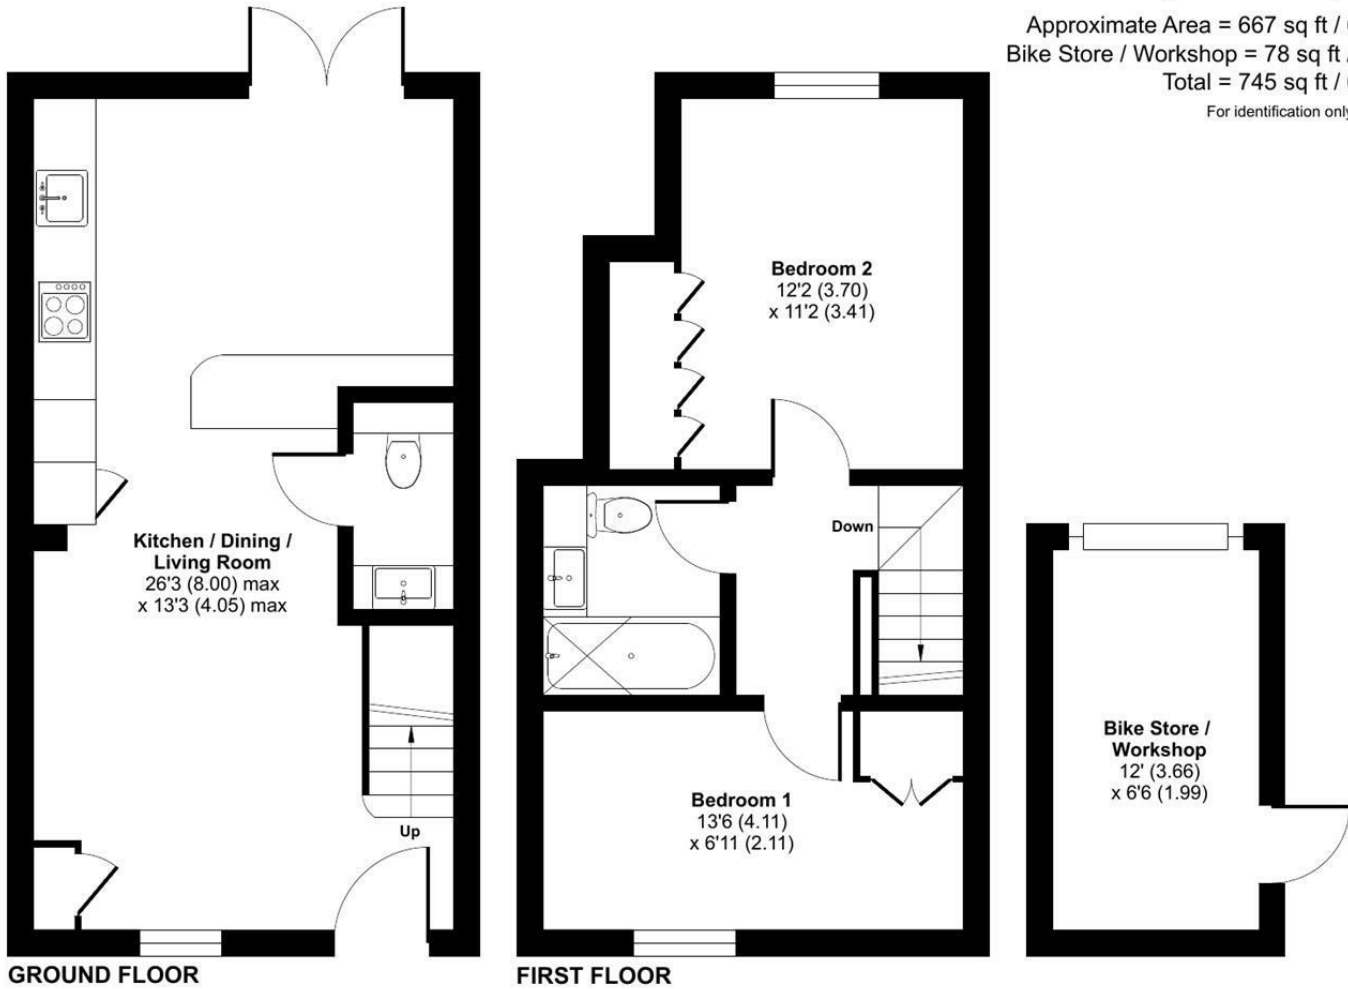 Approximate Area = 667 sq ft /
Bike Store / Workshop = 78 sq ft /
Total = 745 sq ft /
For identification only
Bedroom 2
12'2 (3.70)
x 11'2 (3.41)
Down
Kitchen / Dining /
Living Room
26'3 (8.00) max
x 13'3 (4.05) max
Up
Bedroom 1
13'6 (4.11)
x 6'11 (2.11)
Bike Store /
Workshop
12' (3.66)
x 6'6 (1.99)
GROUND FLOOR
FIRST FLOOR